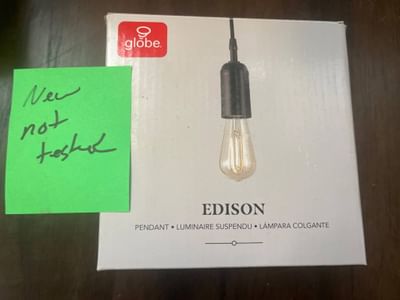 globe
New
not
tested
EDISON
PENDANT • LUMINAIRE SUSPENDU • LÁMPARA COLGANTE